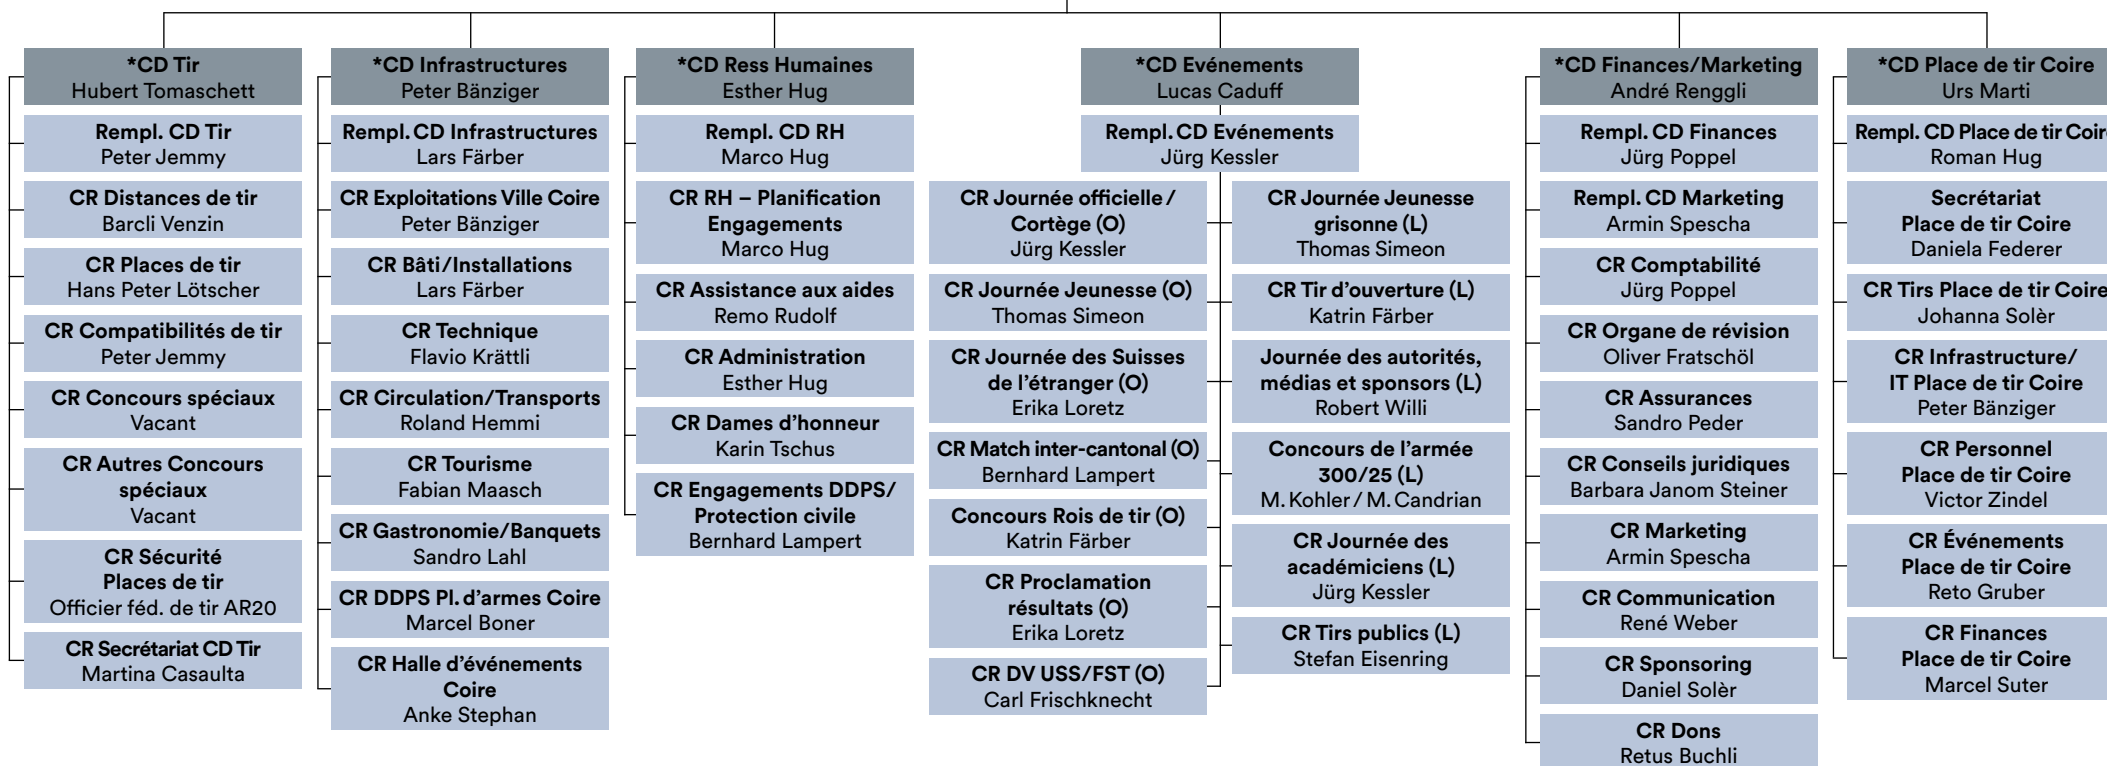 *CD Tir
Hubert Tomaschett
Rempl. CD Tir
Peter Jemmy
CR Distances de tir
Barcli Venzin
CR Places de tir
Hans Peter Lötscher
CR Compatibilités de tir
Peter Jemmy
CR Concours spéciaux
Vacant
CR Autres Concours
spéciaux
Vacant
CR Sécurité
Places de tir
Officier féd. de tir AR20
CR Secrétariat CD Tir
Martina Casaulta
*CD Infrastructures
Peter Bänziger
Rempl. CD Infrastructures
Lars Färber
CR Exploitations Ville Coire
Peter Bänziger
CR Bâti/Installations
Lars Färber
CR Technique
Flavio Krättli
CR Circulation/Transports
Roland Hemmi
CR Tourisme
Fabian Maasch
CR Gastronomie/Banquets
Sandro Lahl
CR DDPS Pl. d'armes Coire
Marcel Boner
CR Halle d'événements
Coire
Anke Stephan
*CD Ress Humaines
Esther Hug
Rempl. CD RH
Marco Hug
CR RH – Planification
Engagements
Marco Hug
CR Assistance aux aides
Remo Rudolf
CR Administration
Esther Hug
CR Dames d'honneur
Karin Tschus
CR Engagements DDPS/
Protection civile
Bernhard Lampert
*CD Evénements
Lucas Caduff
Rempl. CD Evénements
Jürg Kessler
CR Journée officielle /
Cortège (O)
Jürg Kessler
CR Journée Jeunesse (O)
Thomas Simeon
CR Journée des Suisses
de l'étranger (O)
Erika Loretz
CR Match inter-cantonal (O)
Bernhard Lampert
Concours Rois de tir (O)
Katrin Färber
CR Proclamation
résultats (O)
Erika Loretz
CR DV USS/FST (O)
Carl Frischknecht
CR Journée Jeunesse
grisonne (L)
Thomas Simeon
CR Tir d'ouverture (L)
Katrin Färber
Journée des autorités,
médias et sponsors (L)
Robert Willi
Concours de l'armée
300/25 (L)
M. Kohler / M. Candrian
CR Journée des
académiciens (L)
Jürg Kessler
CR Tirs publics (L)
Stefan Eisenring
*CD Finances/Marketing
André Renggli
Rempl. CD Finances
Jürg Poppel
Rempl. CD Marketing
Armin Spescha
CR Comptabilité
Jürg Poppel
CR Organe de révision
Oliver Fratschöl
CR Assurances
Sandro Peder
CR Conseils juridiques
Barbara Janom Steiner
CR Marketing
Armin Spescha
CR Communication
René Weber
CR Sponsoring
Daniel Solèr
CR Dons
Retus Buchli
*CD Place de tir Coire
Urs Marti
Rempl. CD Place de tir Coire
Roman Hug
Secrétariat
Place de tir Coire
Daniela Federer
CR Tirs Place de tir Coire
Johanna Solèr
CR Infrastructure/
IT Place de tir Coire
Peter Bänziger
CR Personnel
Place de tir Coire
Victor Zindel
CR Événements
Place de tir Coire
Reto Gruber
CR Finances
Place de tir Coire
Marcel Suter